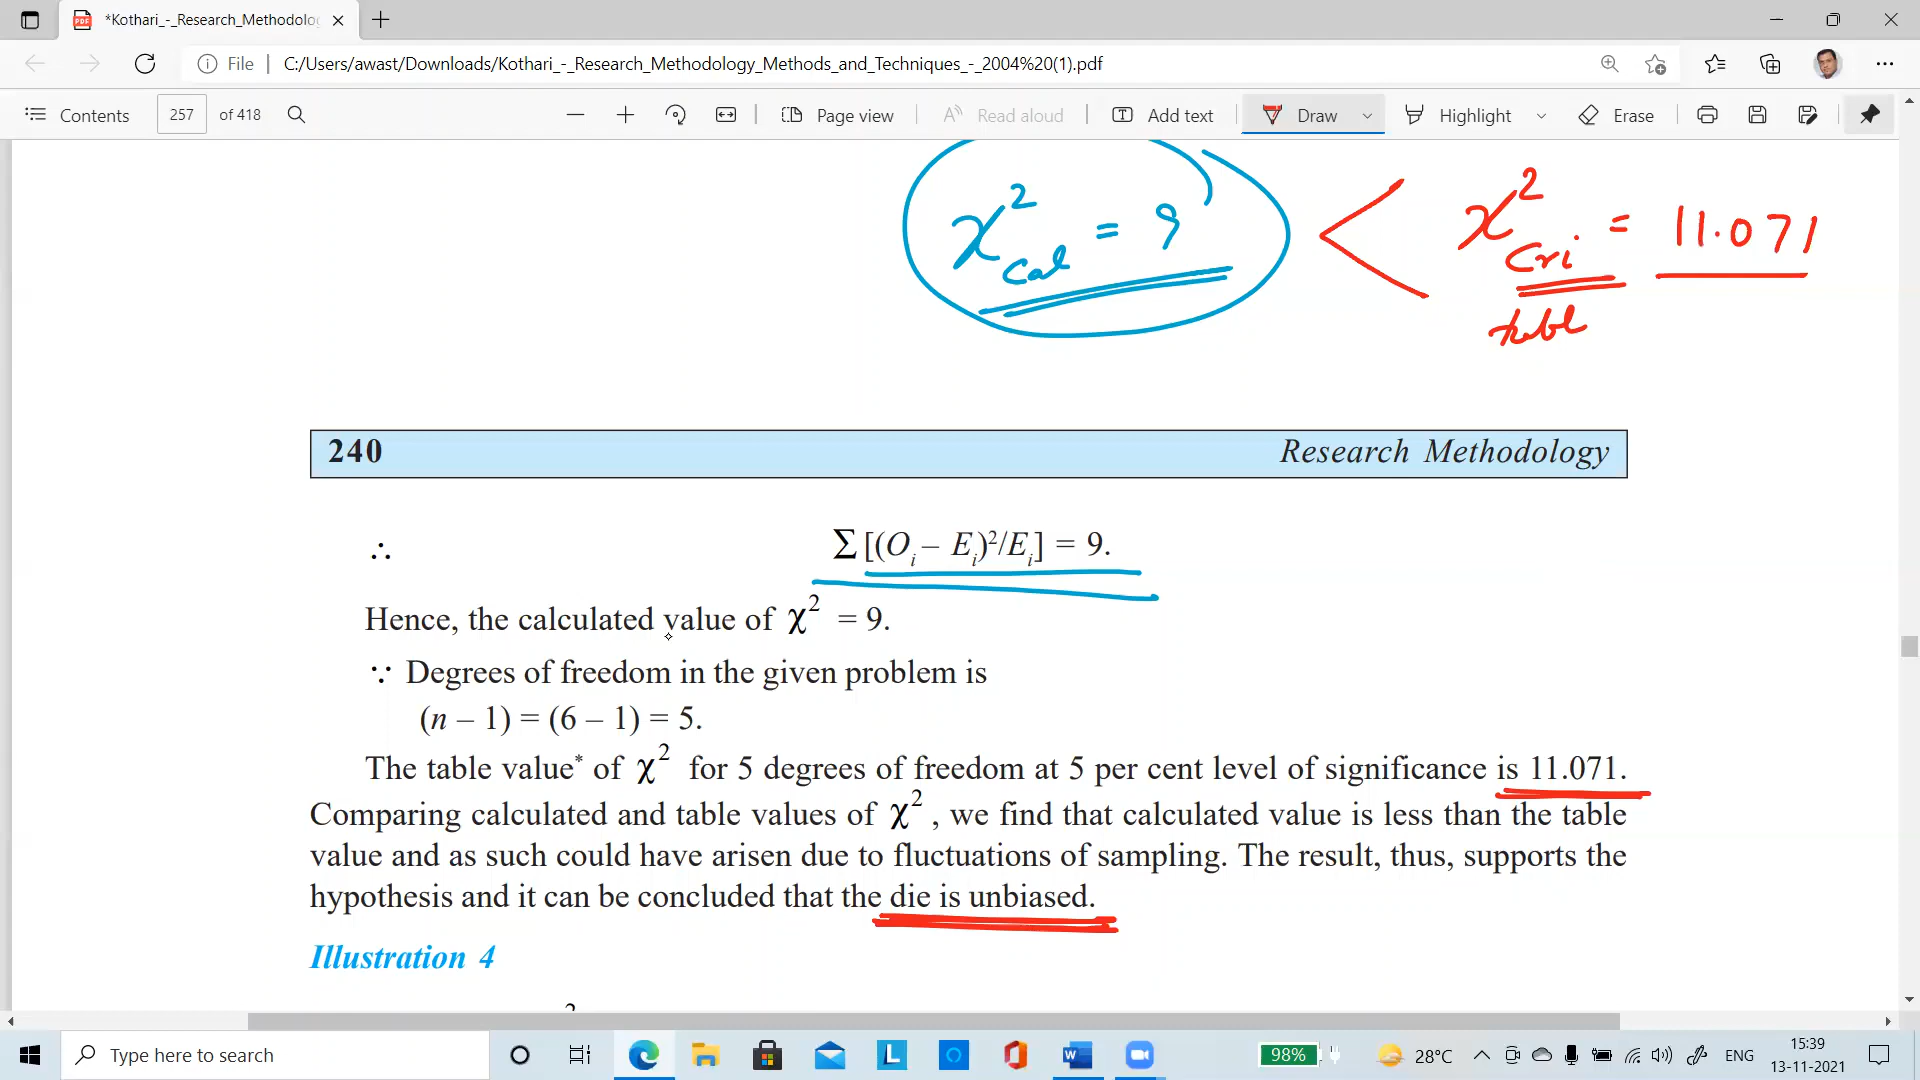 *Kothari_-_Research_Methodolo
File
C:/Users/awast/Downloads/Kothari_-_Research_Methodology_Methods_and_Techniques_-_2004%20(1).pdf
Contents
257 of 418
Page view
Read aloud
Add text
Draw
Highlight
Erase
χ² Cal = 9 < χ² Cri = 11.071
240 Research Methodology
∴ Σ [(Oᵢ – Eᵢ)²/Eᵢ] = 9.
Hence, the calculated value of χ² = 9.
∵ Degrees of freedom in the given problem is
(n – 1) = (6 – 1) = 5.
The table value* of χ² for 5 degrees of freedom at 5 per cent level of significance is 11.071.
Comparing calculated and table values of χ², we find that calculated value is less than the table
value and as such could have arisen due to fluctuations of sampling. The result, thus, supports the
hypothesis and it can be concluded that the die is unbiased.
Illustration 4
Type here to search
98%
28°C
ENG
15:39
13-11-2021